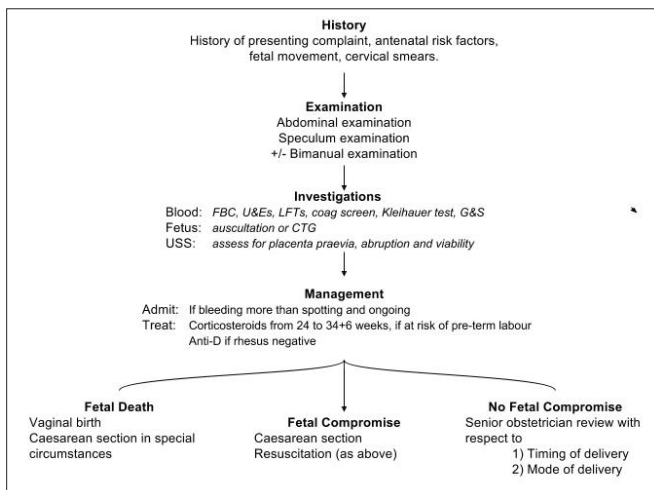 History
History of presenting complaint, antenatal risk factors,
fetal movement, cervical smears.
Examination
Abdominal examination
Speculum examination
+/- Bimanual examination
Investigations
Blood: FBC, U&Es, LFTs, coag screen, Kleihauer test, G&S
Fetus: auscultation or CTG
USS: assess for placenta praevia, abruption and viability
Management
Admit: If bleeding more than spotting and ongoing
Treat: Corticosteroids from 24 to 34+6 weeks, if at risk of pre-term labour
Anti-D if rhesus negative
Fetal Death
Vaginal birth
Caesarean section in special
circumstances
Fetal Compromise
Caesarean section
Resuscitation (as above)
No Fetal Compromise
Senior obstetrician review with
respect to
1) Timing of delivery
2) Mode of delivery